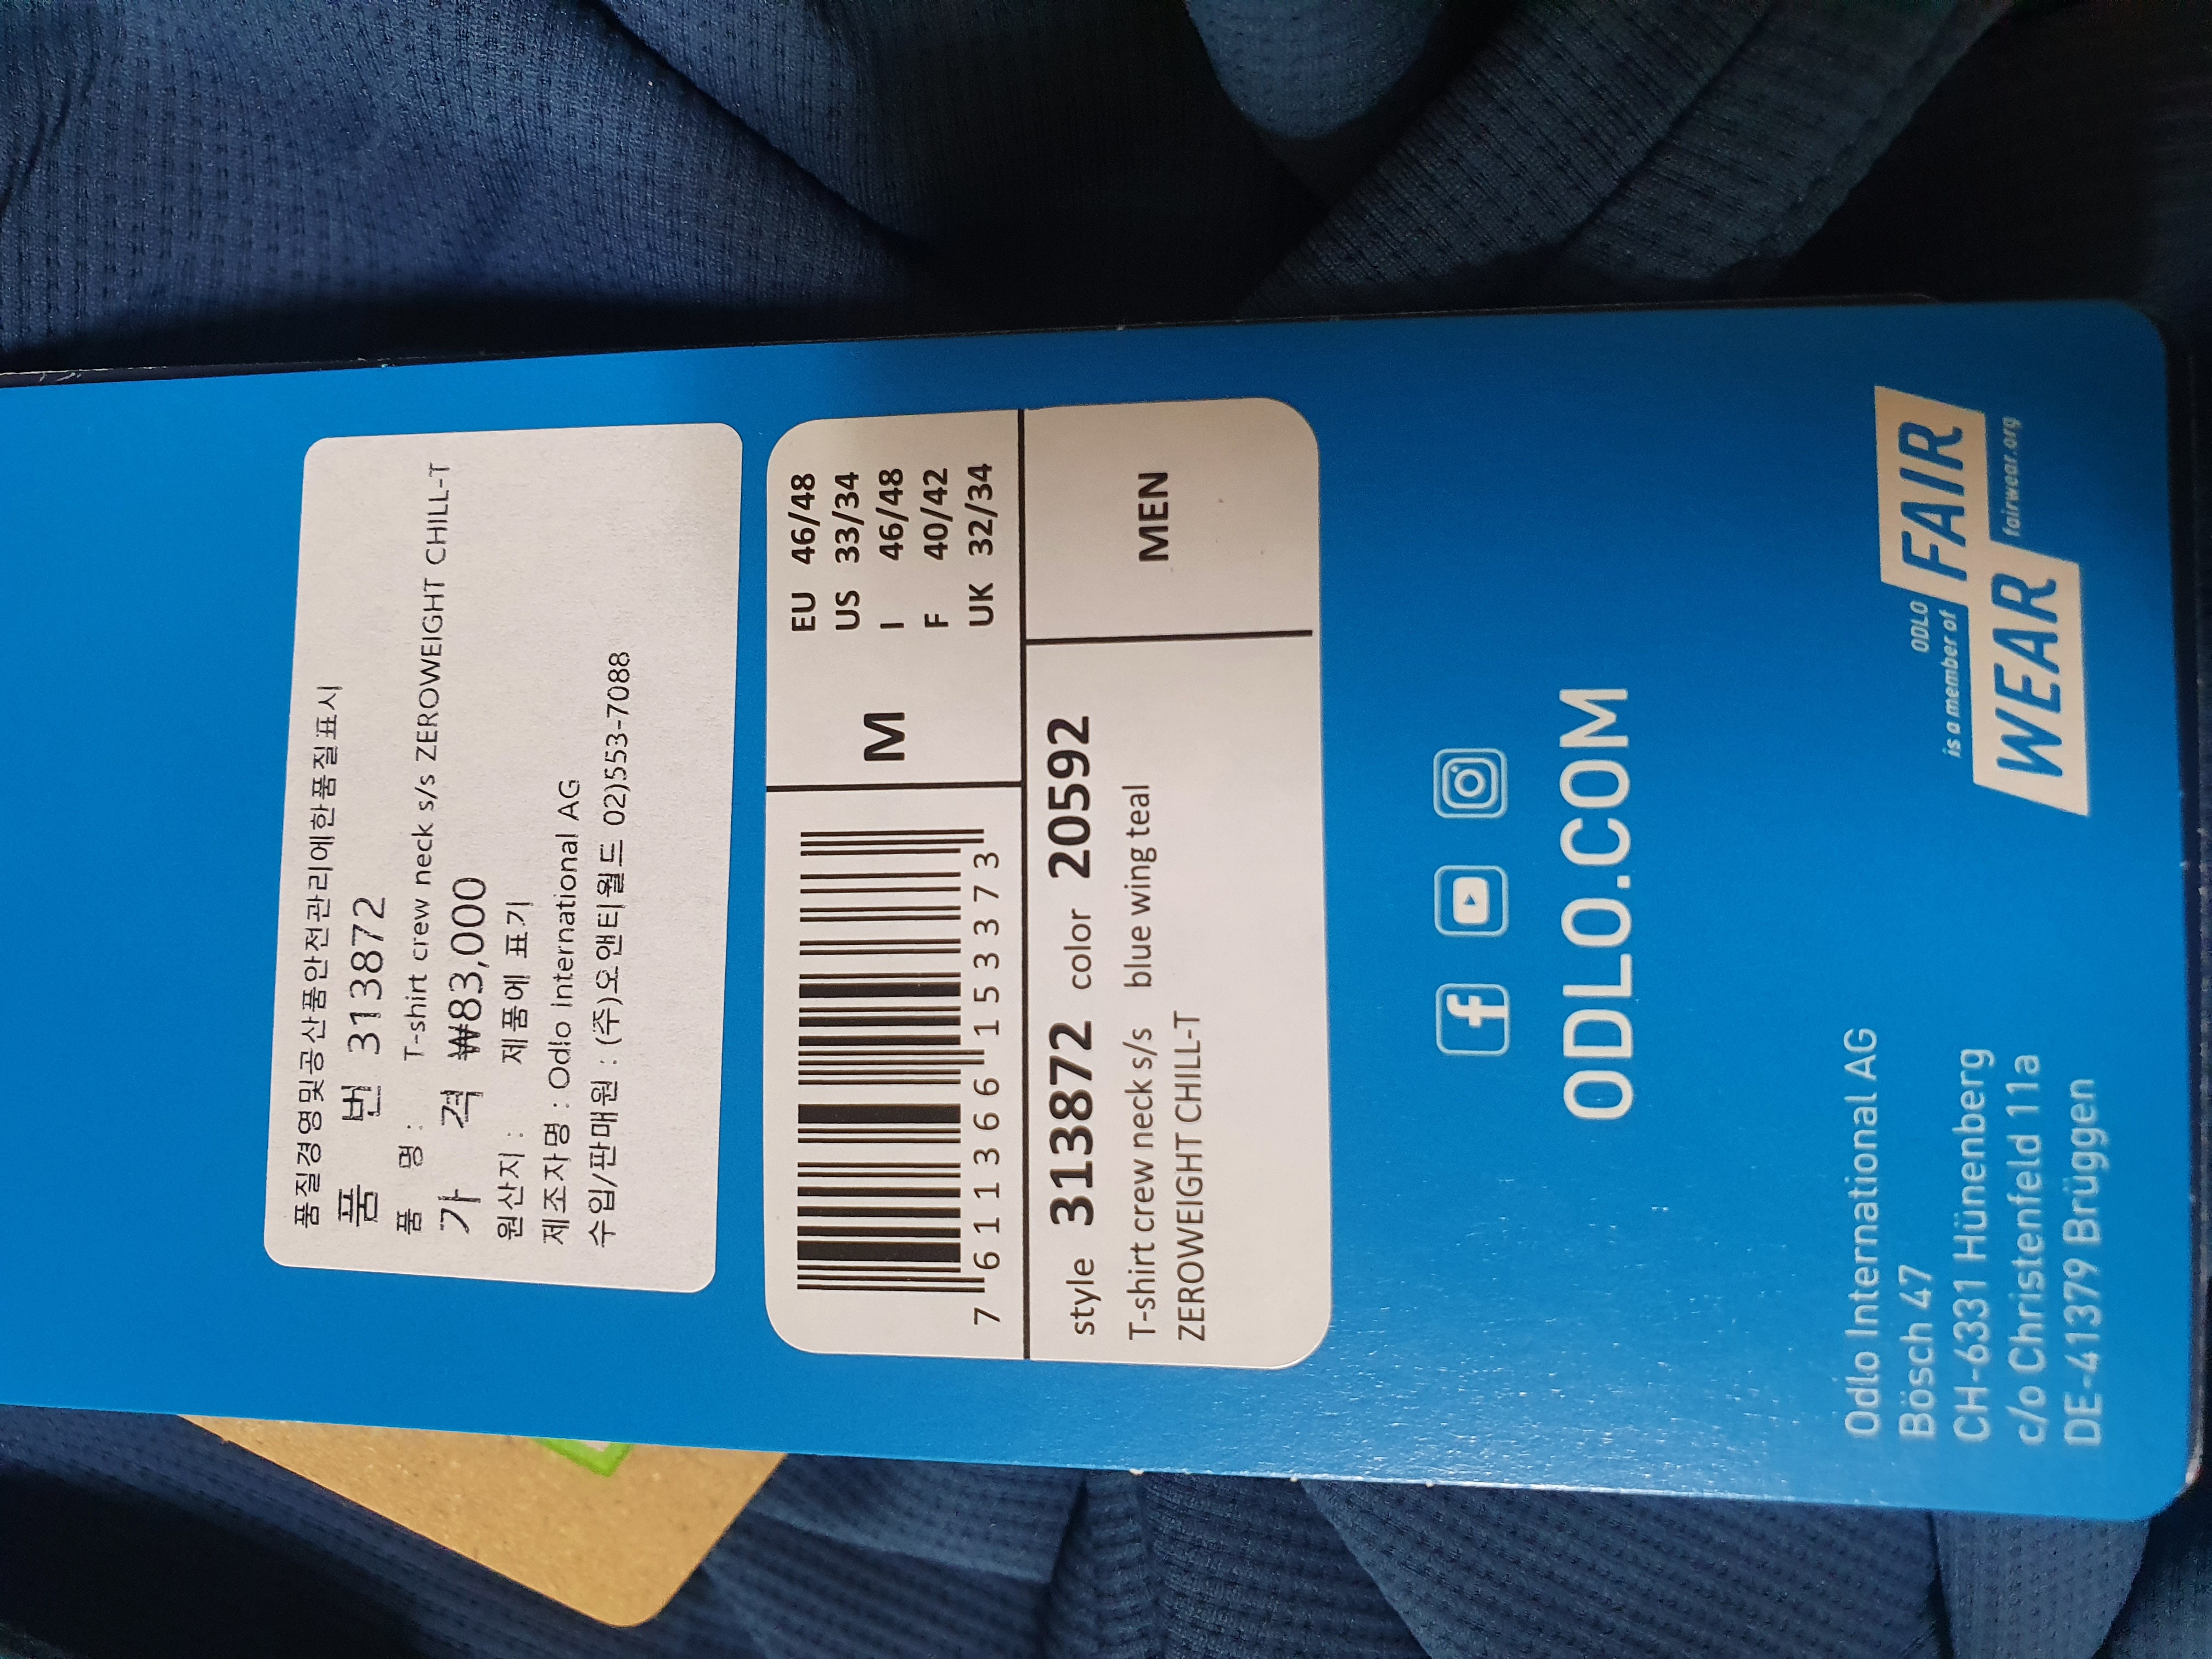 품질경영및공산품안전관리에한품질표시
품 번 313872
품 명 : T-shirt crew neck s/s ZEROWEIGHT CHILL-T
가 격 ₩83,000
원산지 : 제품에 표기
제조자명 : Odlo International AG
수입/판매원 : (주)오앤티월드 02)553-7088
7 611366 153373
M
EU 46/48
US 33/34
I 46/48
F 40/42
UK 32/34
style 313872 color 20592
T-shirt crew neck s/s blue wing teal
ZEROWEIGHT CHILL-T
MEN
ODLO.COM
Odlo International AG
Bösch 47
CH-6331 Hünenberg
c/o Christenfeld 11a
DE-41379 Brüggen
ODLO
is a member of
FAIR
WEAR
fairwear.org